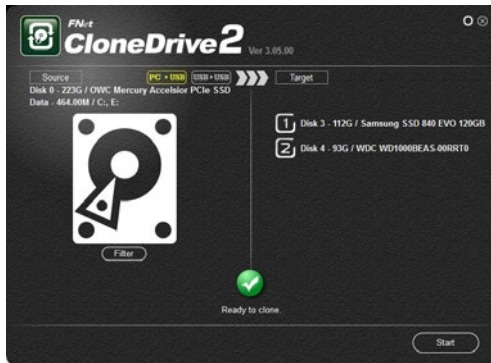 FNet
CloneDrive2 Ver 3.05.00
Source PC ▸ USB USB ▸ USB Target
Disk 0 - 223G / OWC Mercury Accelsior PCIe SSD
Data - 464.00M / C:, E:
1 Disk 3 - 112G / Samsung SSD 840 EVO 120GB
2 Disk 4 - 93G / WDC WD1000BEAS-00RRT0
Filter
Ready to clone.
Start